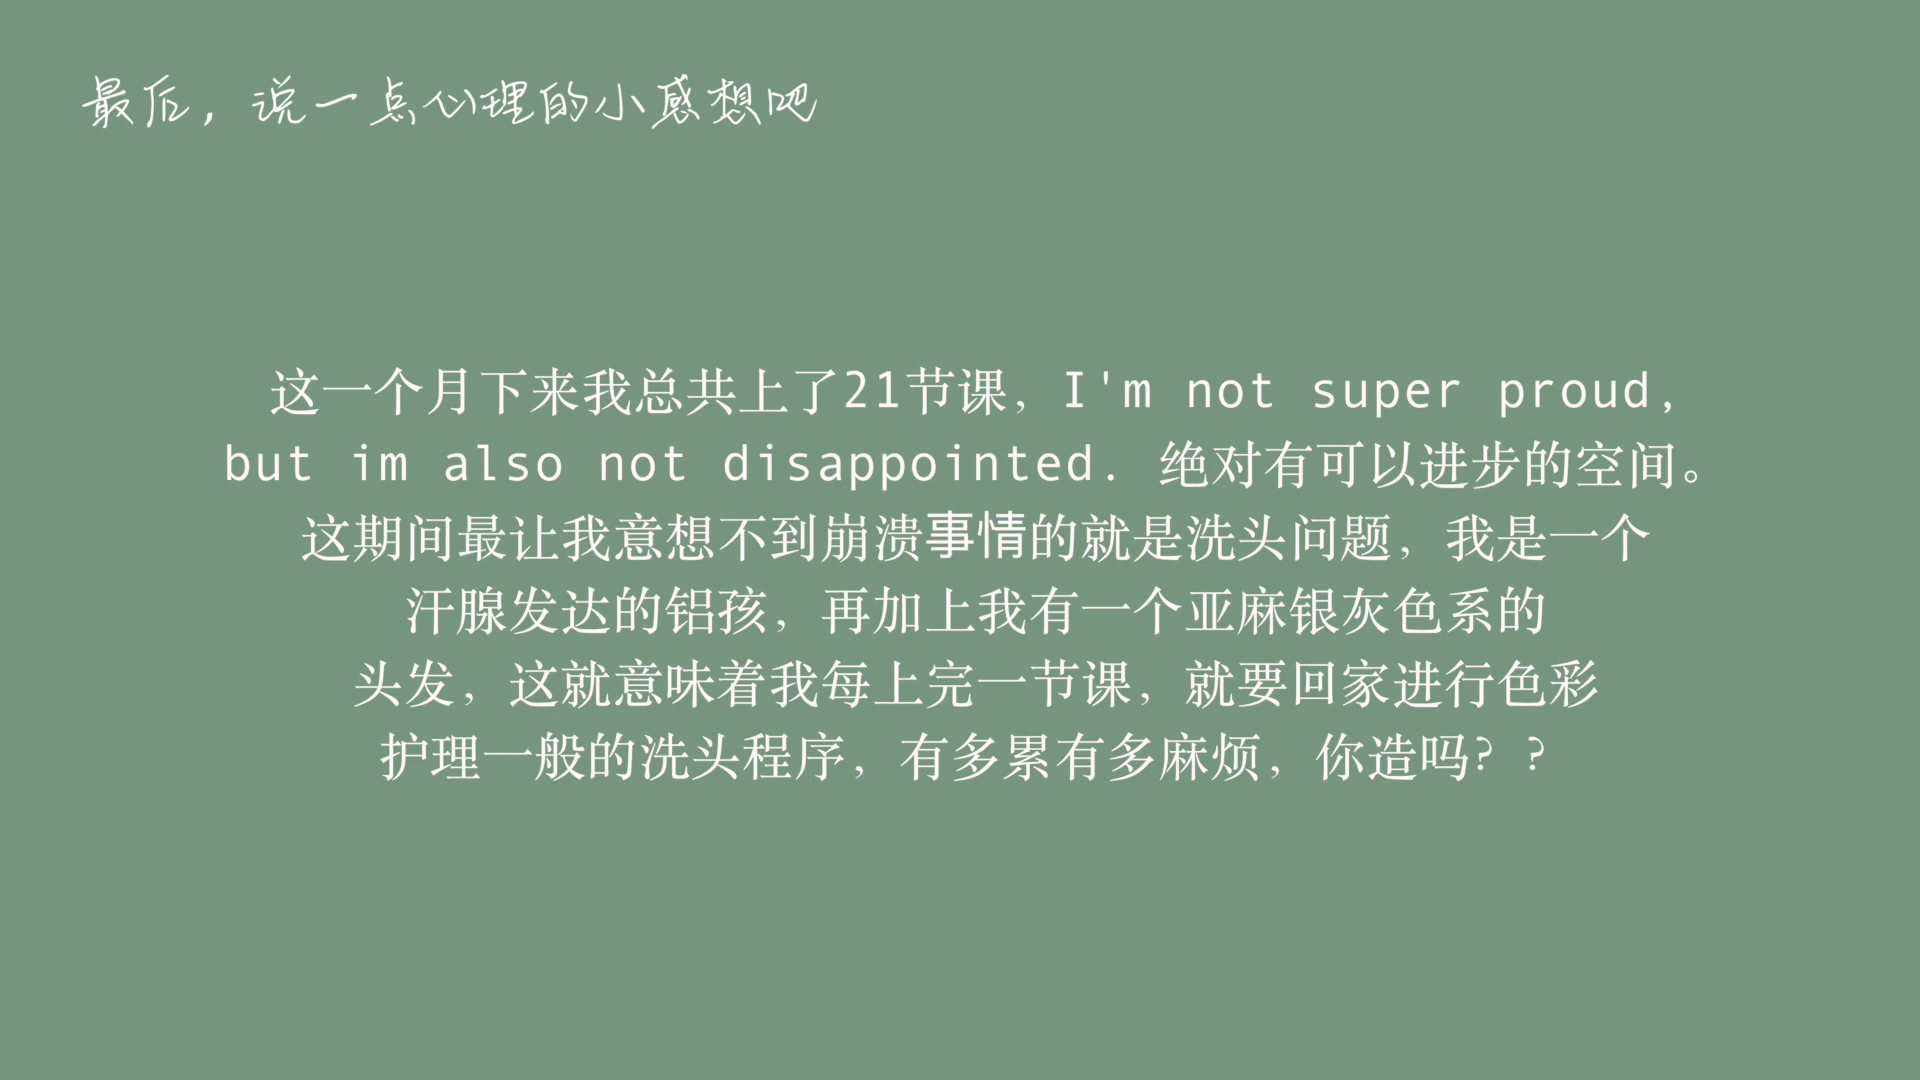 最后，说一点心理的小感想吧
这一个月下来我总共上了21节课，I'm not super proud,
but im also not disappointed. 绝对有可以进步的空间。
这期间最让我意想不到崩溃事情的就是洗头问题，我是一个
汗腺发达的铝孩，再加上我有一个亚麻银灰色系的
头发，这就意味着我每上完一节课，就要回家进行色彩
护理一般的洗头程序，有多累有多麻烦，你造吗？？